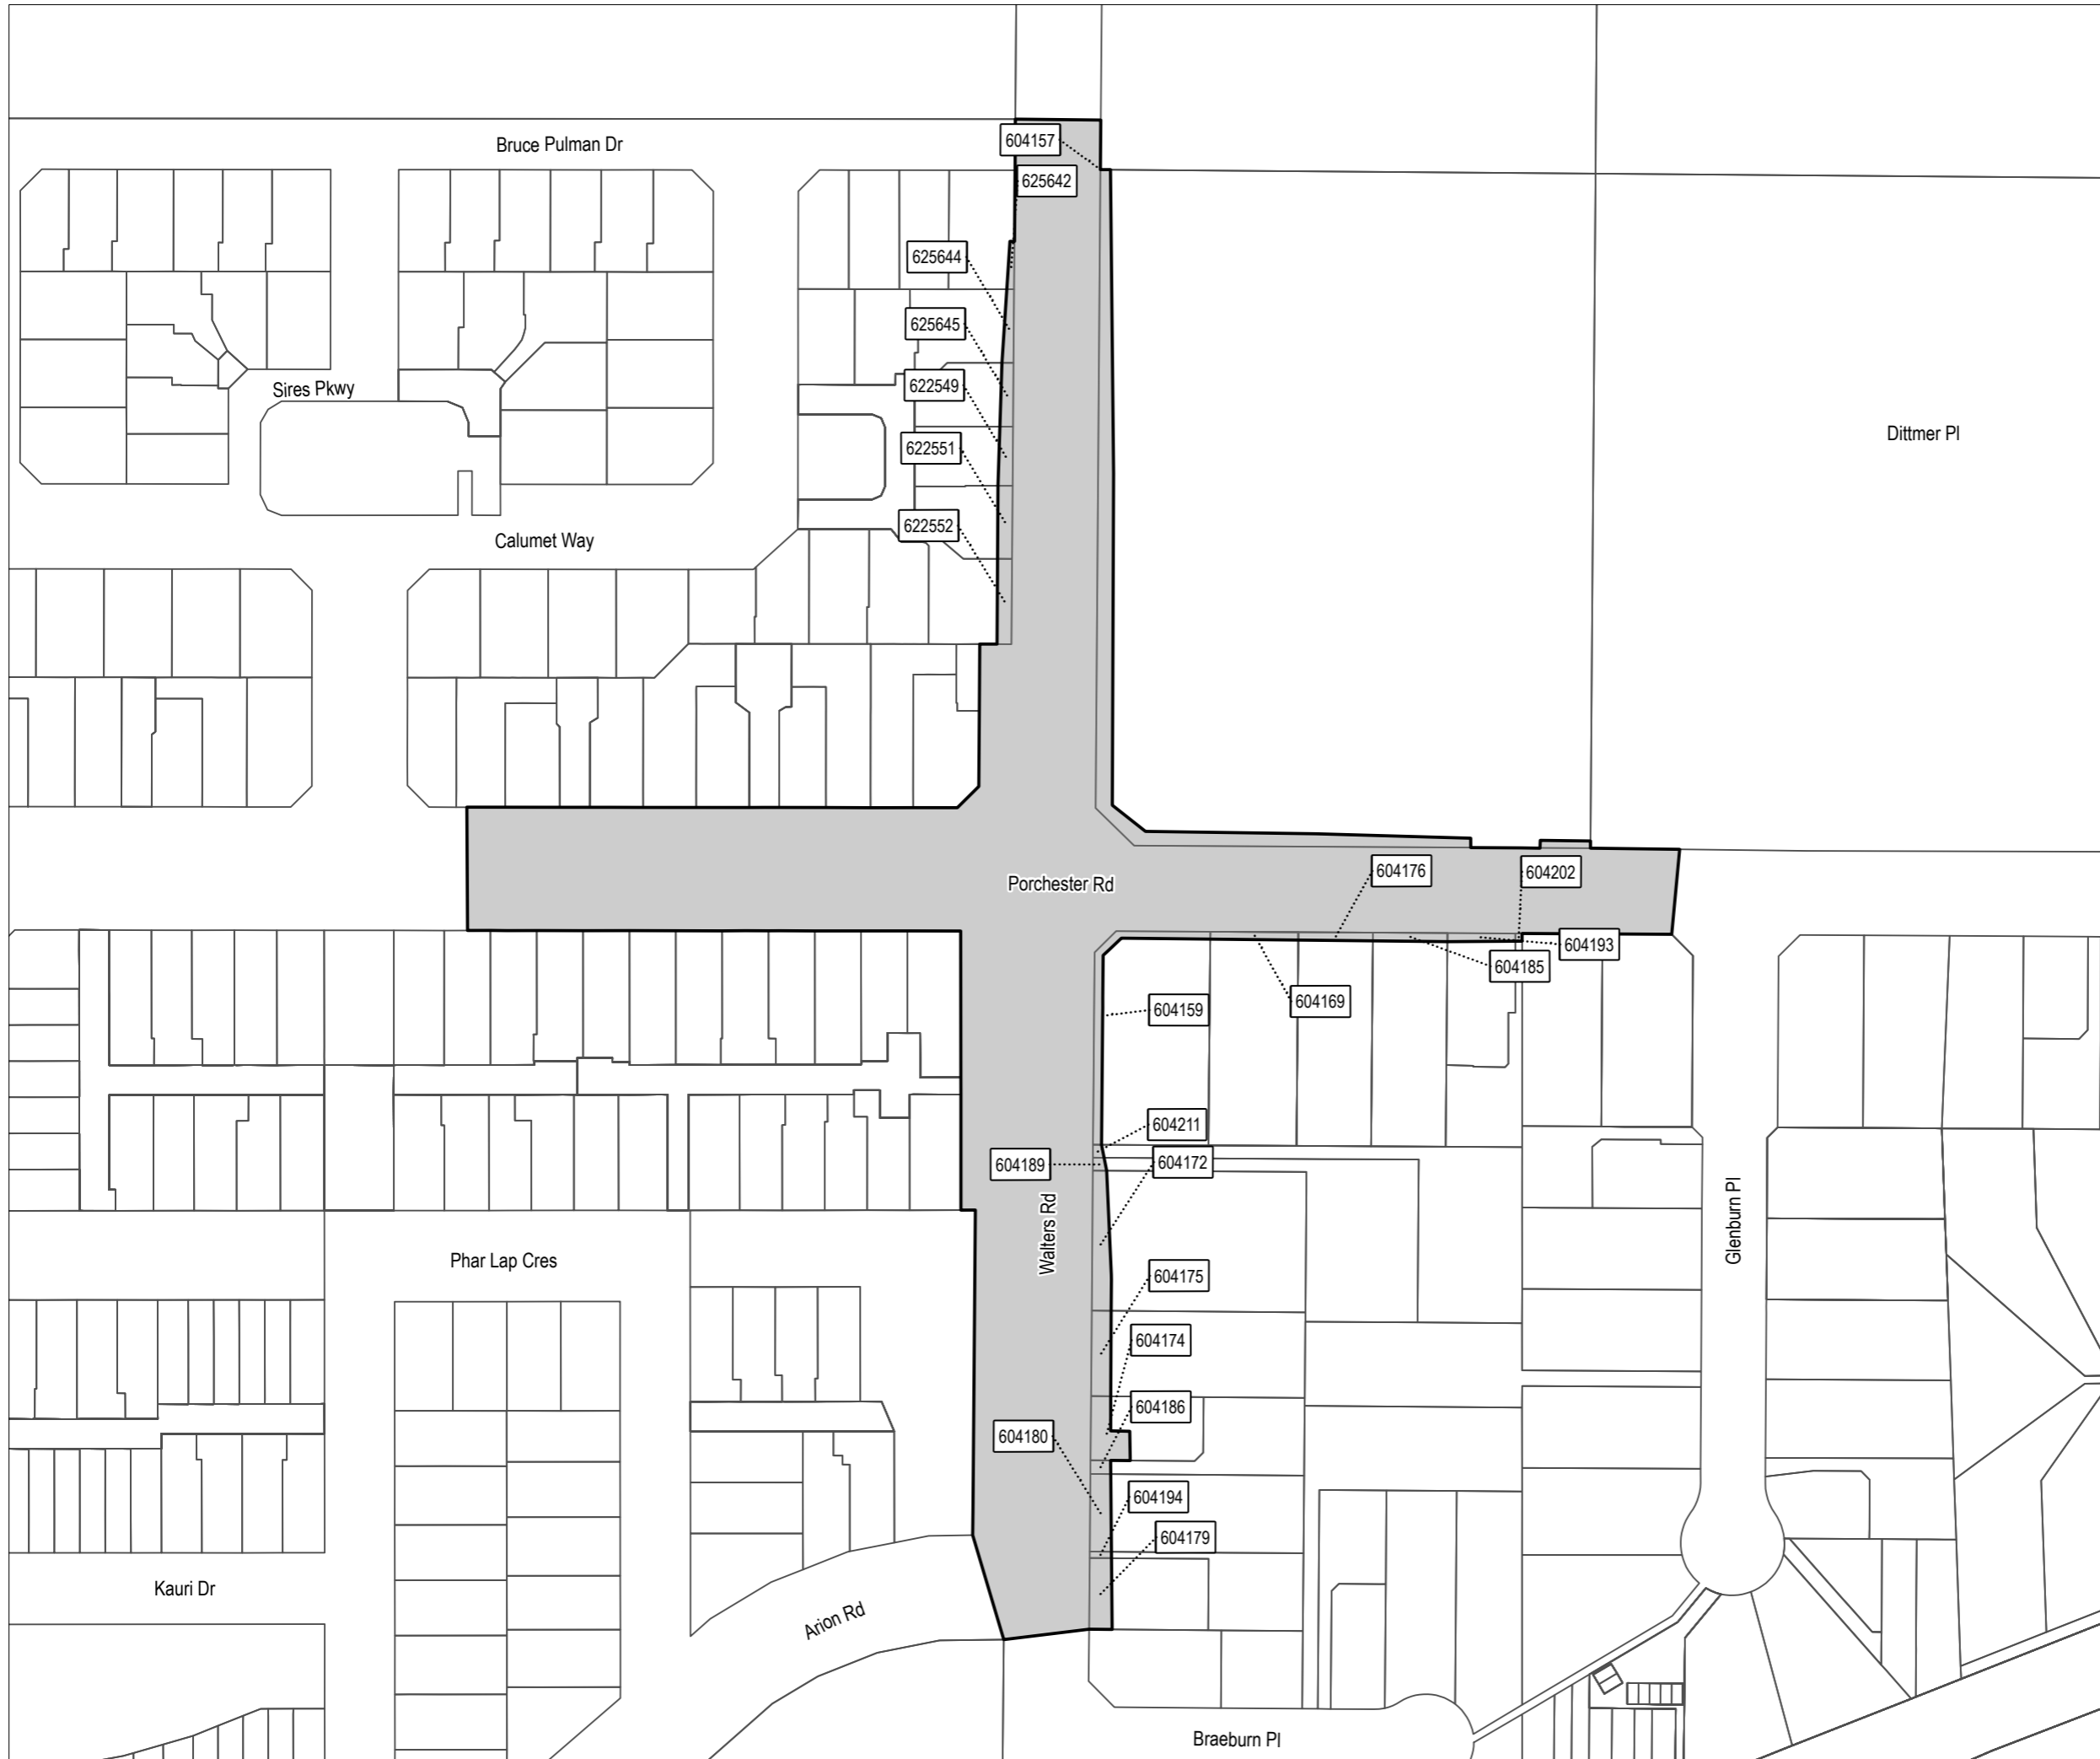 604157
Bruce Pulman Dr
625642
625644
625645
Sires Pkwy
622549
Dittmer Pl
622551
622552
Calumet Way
604176
604202
Porchester Rd
604193
604185
604169
604159
604211
604189
604172
Walters Rd
Glenburn Pl
Phar Lap Cres
604175
604174
604186
604180
604194
604179
Kauri Dr
Arion Rd
Braeburn Pl